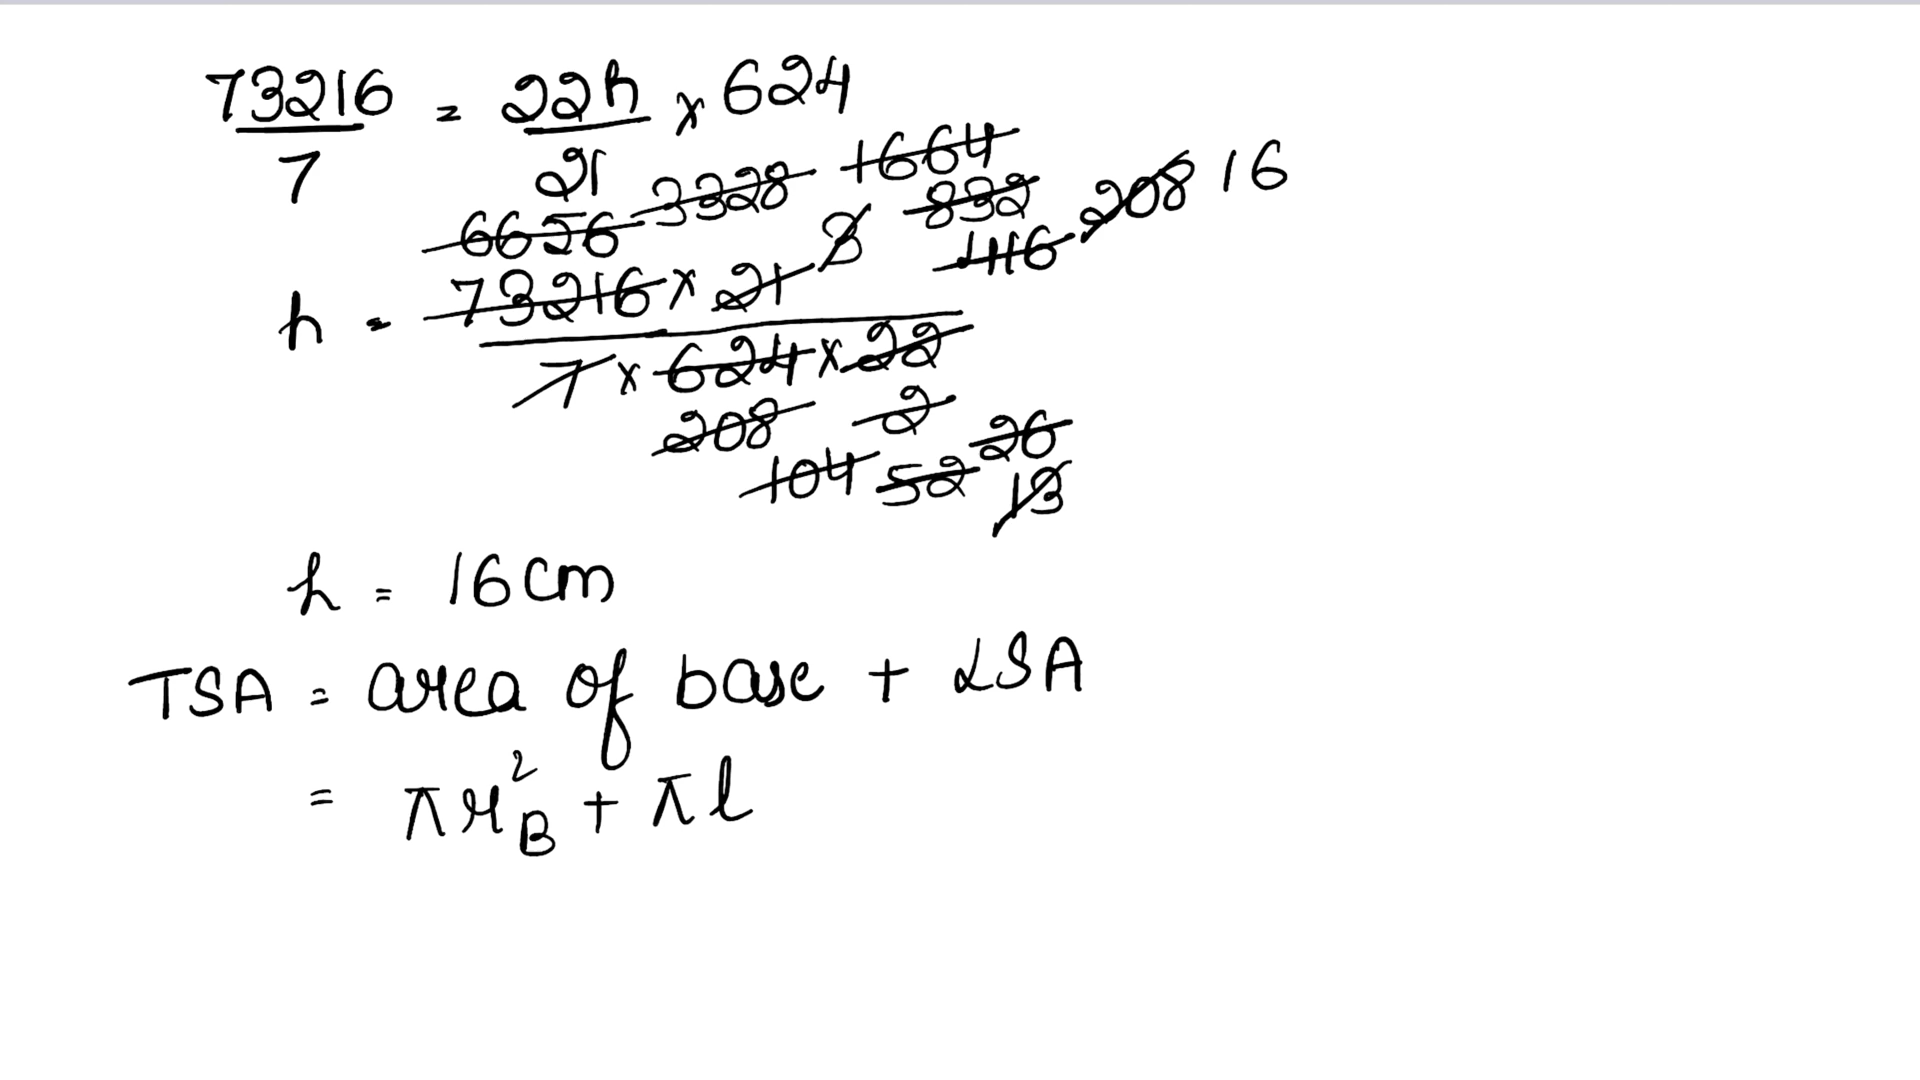 73216 = 22h × 624
7 21
6656 3328 1664
3 832 416 208 16
h = 73216 × 21
7 × 624 × 22
208 2 26
104 52 13
h = 16cm
TSA = area of base + LSA
= πr²B + πl